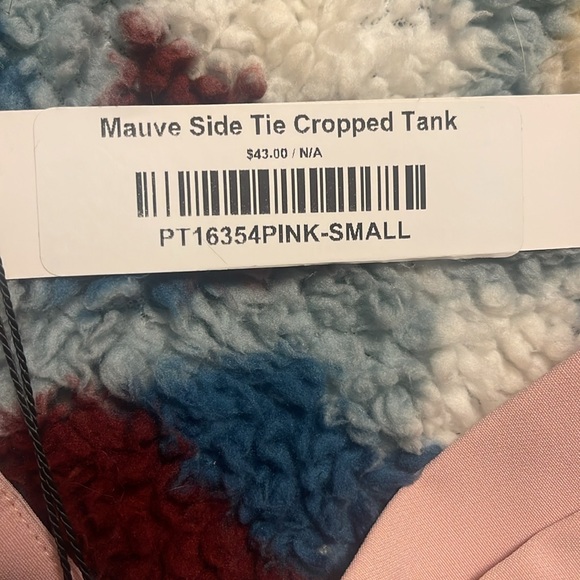 Mauve Side Tie Cropped Tank
$43.00 / N/A
PT16354PINK-SMALL